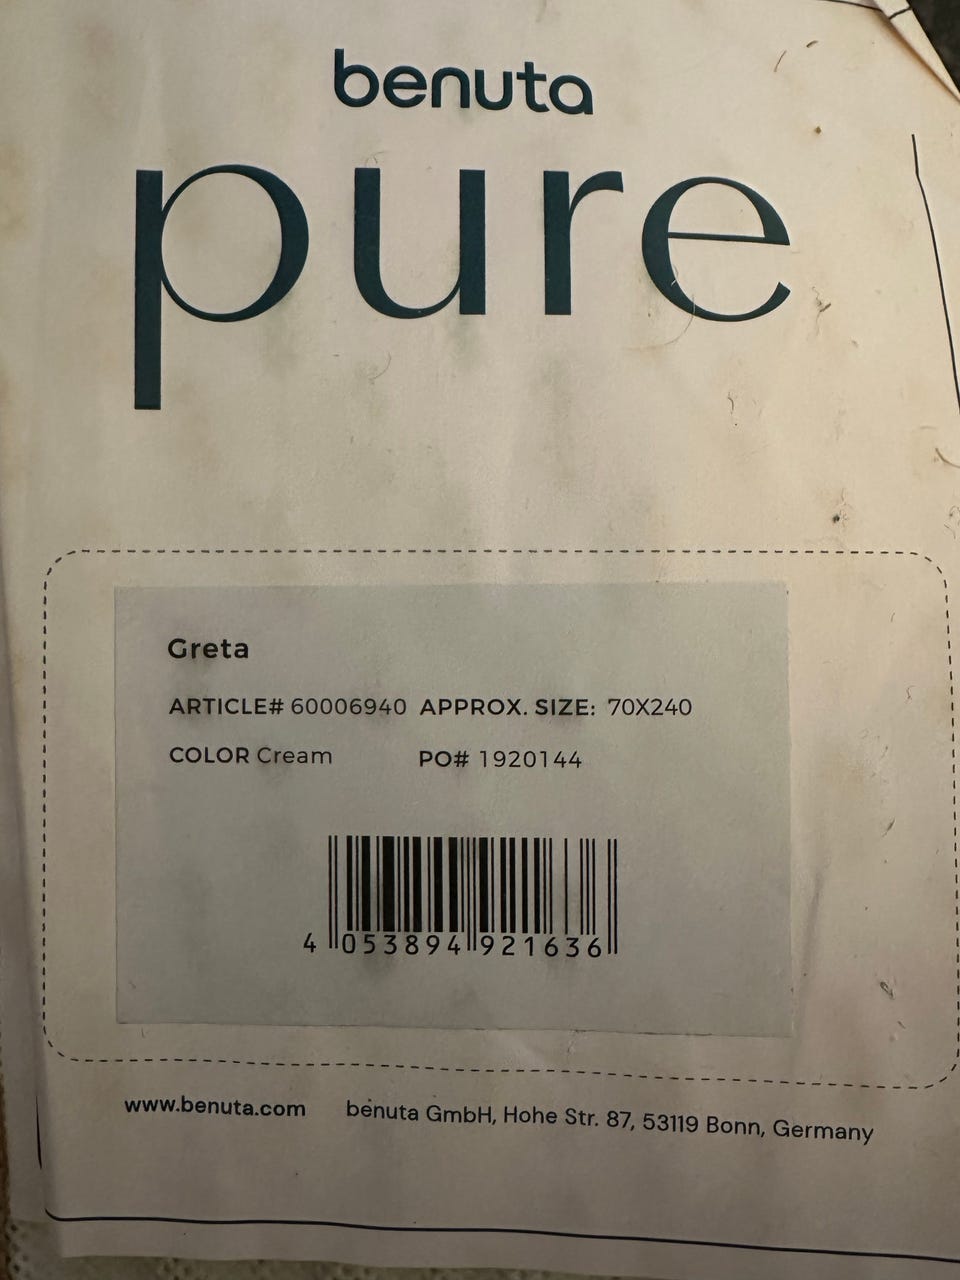 benuta
pure
Greta
ARTICLE# 60006940 APPROX. SIZE: 70X240
COLOR Cream PO# 1920144
4 053894 921636
www.benuta.com benuta GmbH, Hohe Str. 87, 53119 Bonn, Germany